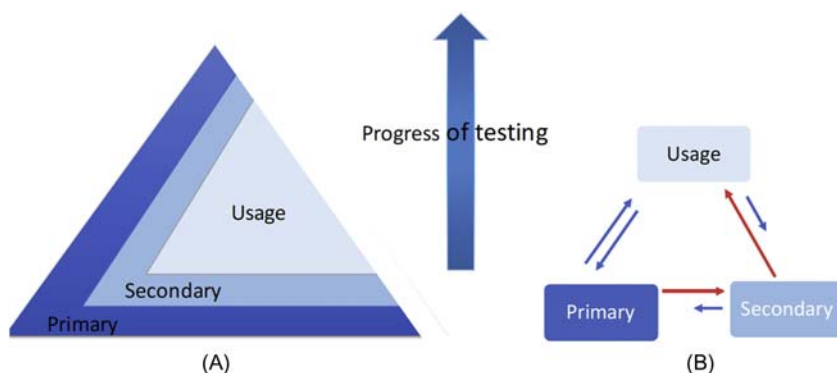 Progress of testing
Usage
Secondary
Primary
(A)
Usage
Primary
Secondary
(B)